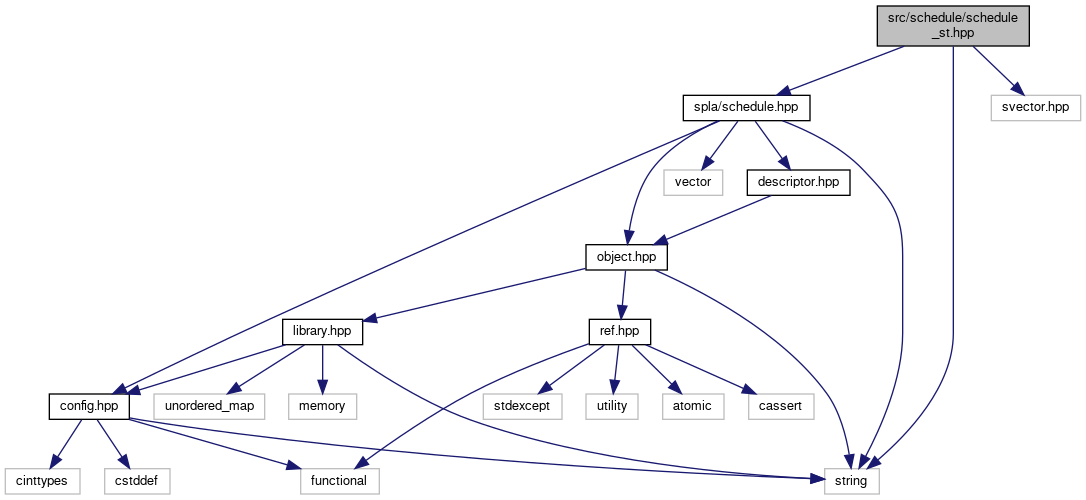 src/schedule/schedule
_st.hpp
spla/schedule.hpp
svector.hpp
vector
descriptor.hpp
object.hpp
library.hpp
ref.hpp
config.hpp
unordered_map
memory
stdexcept
utility
atomic
cassert
cinttypes
cstddef
functional
string